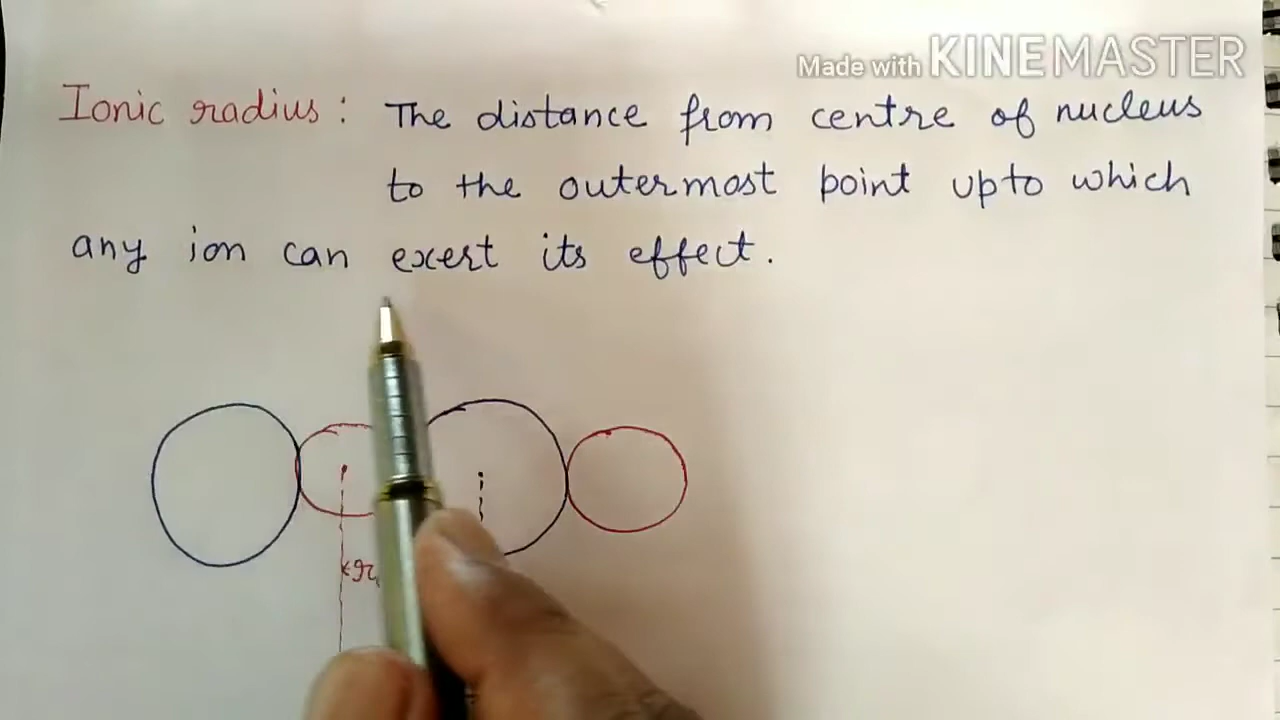 Made with KINEMASTER
Ionic radius : The distance from centre of nucleus
to the outermost point upto which
any ion can exert its effect.